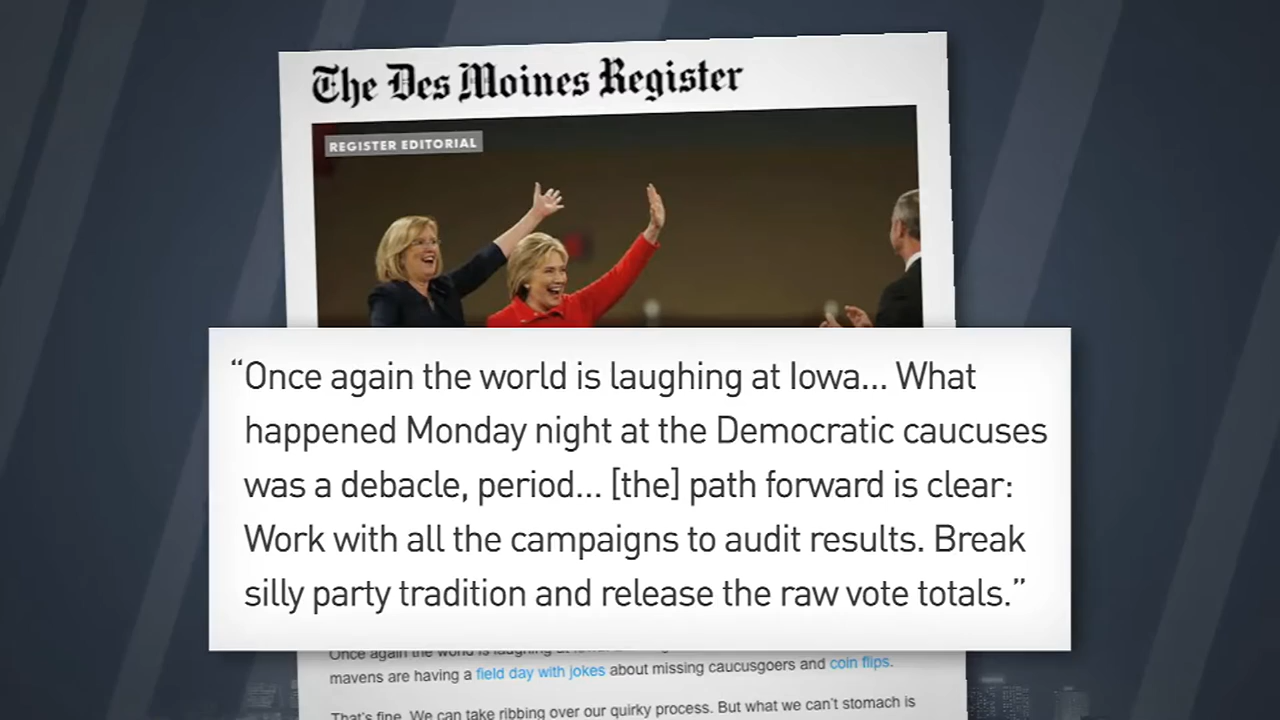 The Des Moines Register
REGISTER EDITORIAL
“Once again the world is laughing at Iowa... What
happened Monday night at the Democratic caucuses
was a debacle, period... [the] path forward is clear:
Work with all the campaigns to audit results. Break
silly party tradition and release the raw vote totals.”
Once again the world is laughing at
mavens are having a field day with jokes about missing caucusgoers and coin flips.
That's fine. We can take ribbing over our quirky process. But what we can't stomach is